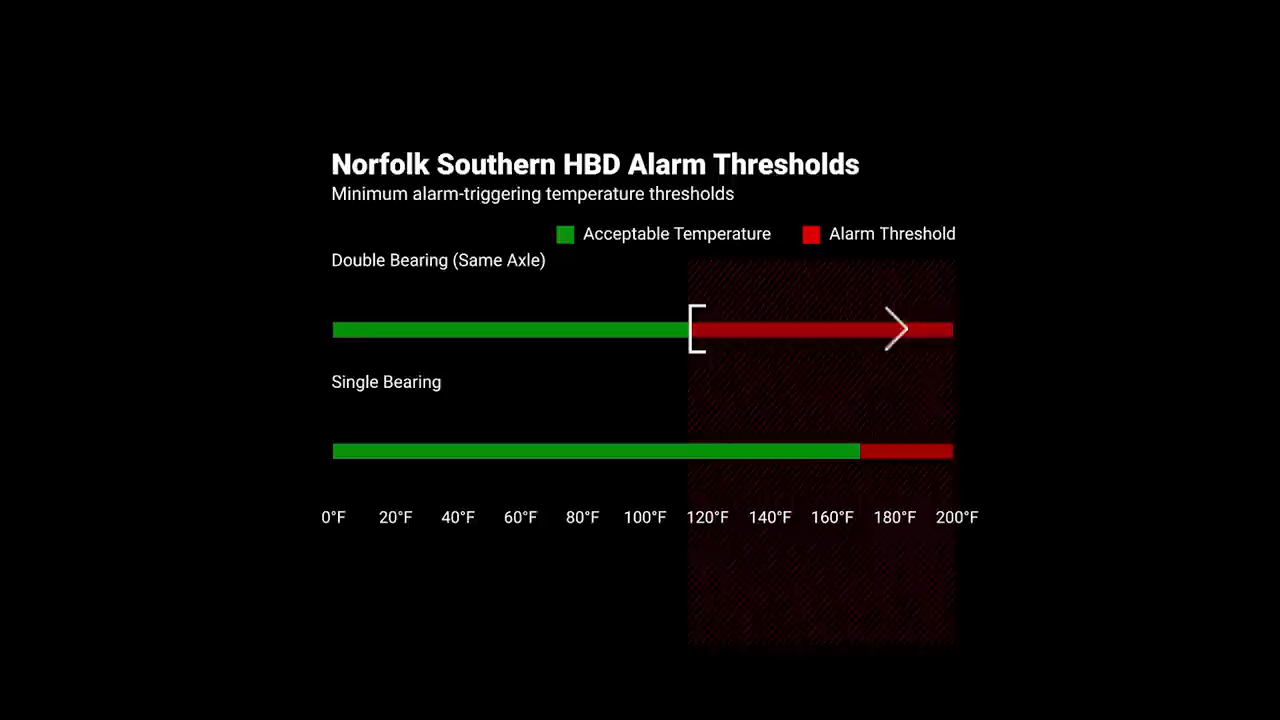 Norfolk Southern HBD Alarm Thresholds
Minimum alarm-triggering temperature thresholds
Acceptable Temperature Alarm Threshold
Double Bearing (Same Axle)
Single Bearing
0°F 20°F 40°F 60°F 80°F 100°F 120°F 140°F 160°F 180°F 200°F